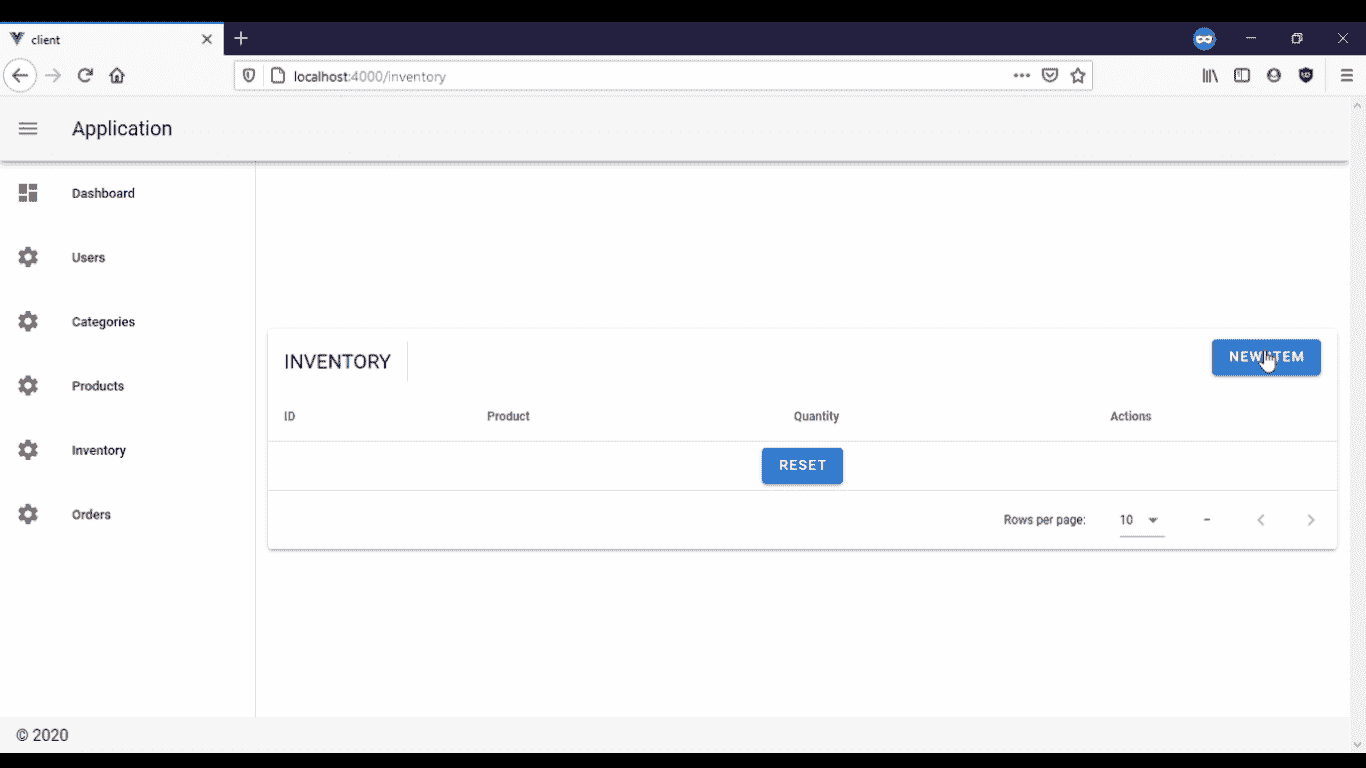 client
localhost:4000/inventory
Application
Dashboard
Users
Categories
Products
Inventory
Orders
INVENTORY
NEW ITEM
ID Product Quantity Actions
RESET
Rows per page: 10 –
© 2020